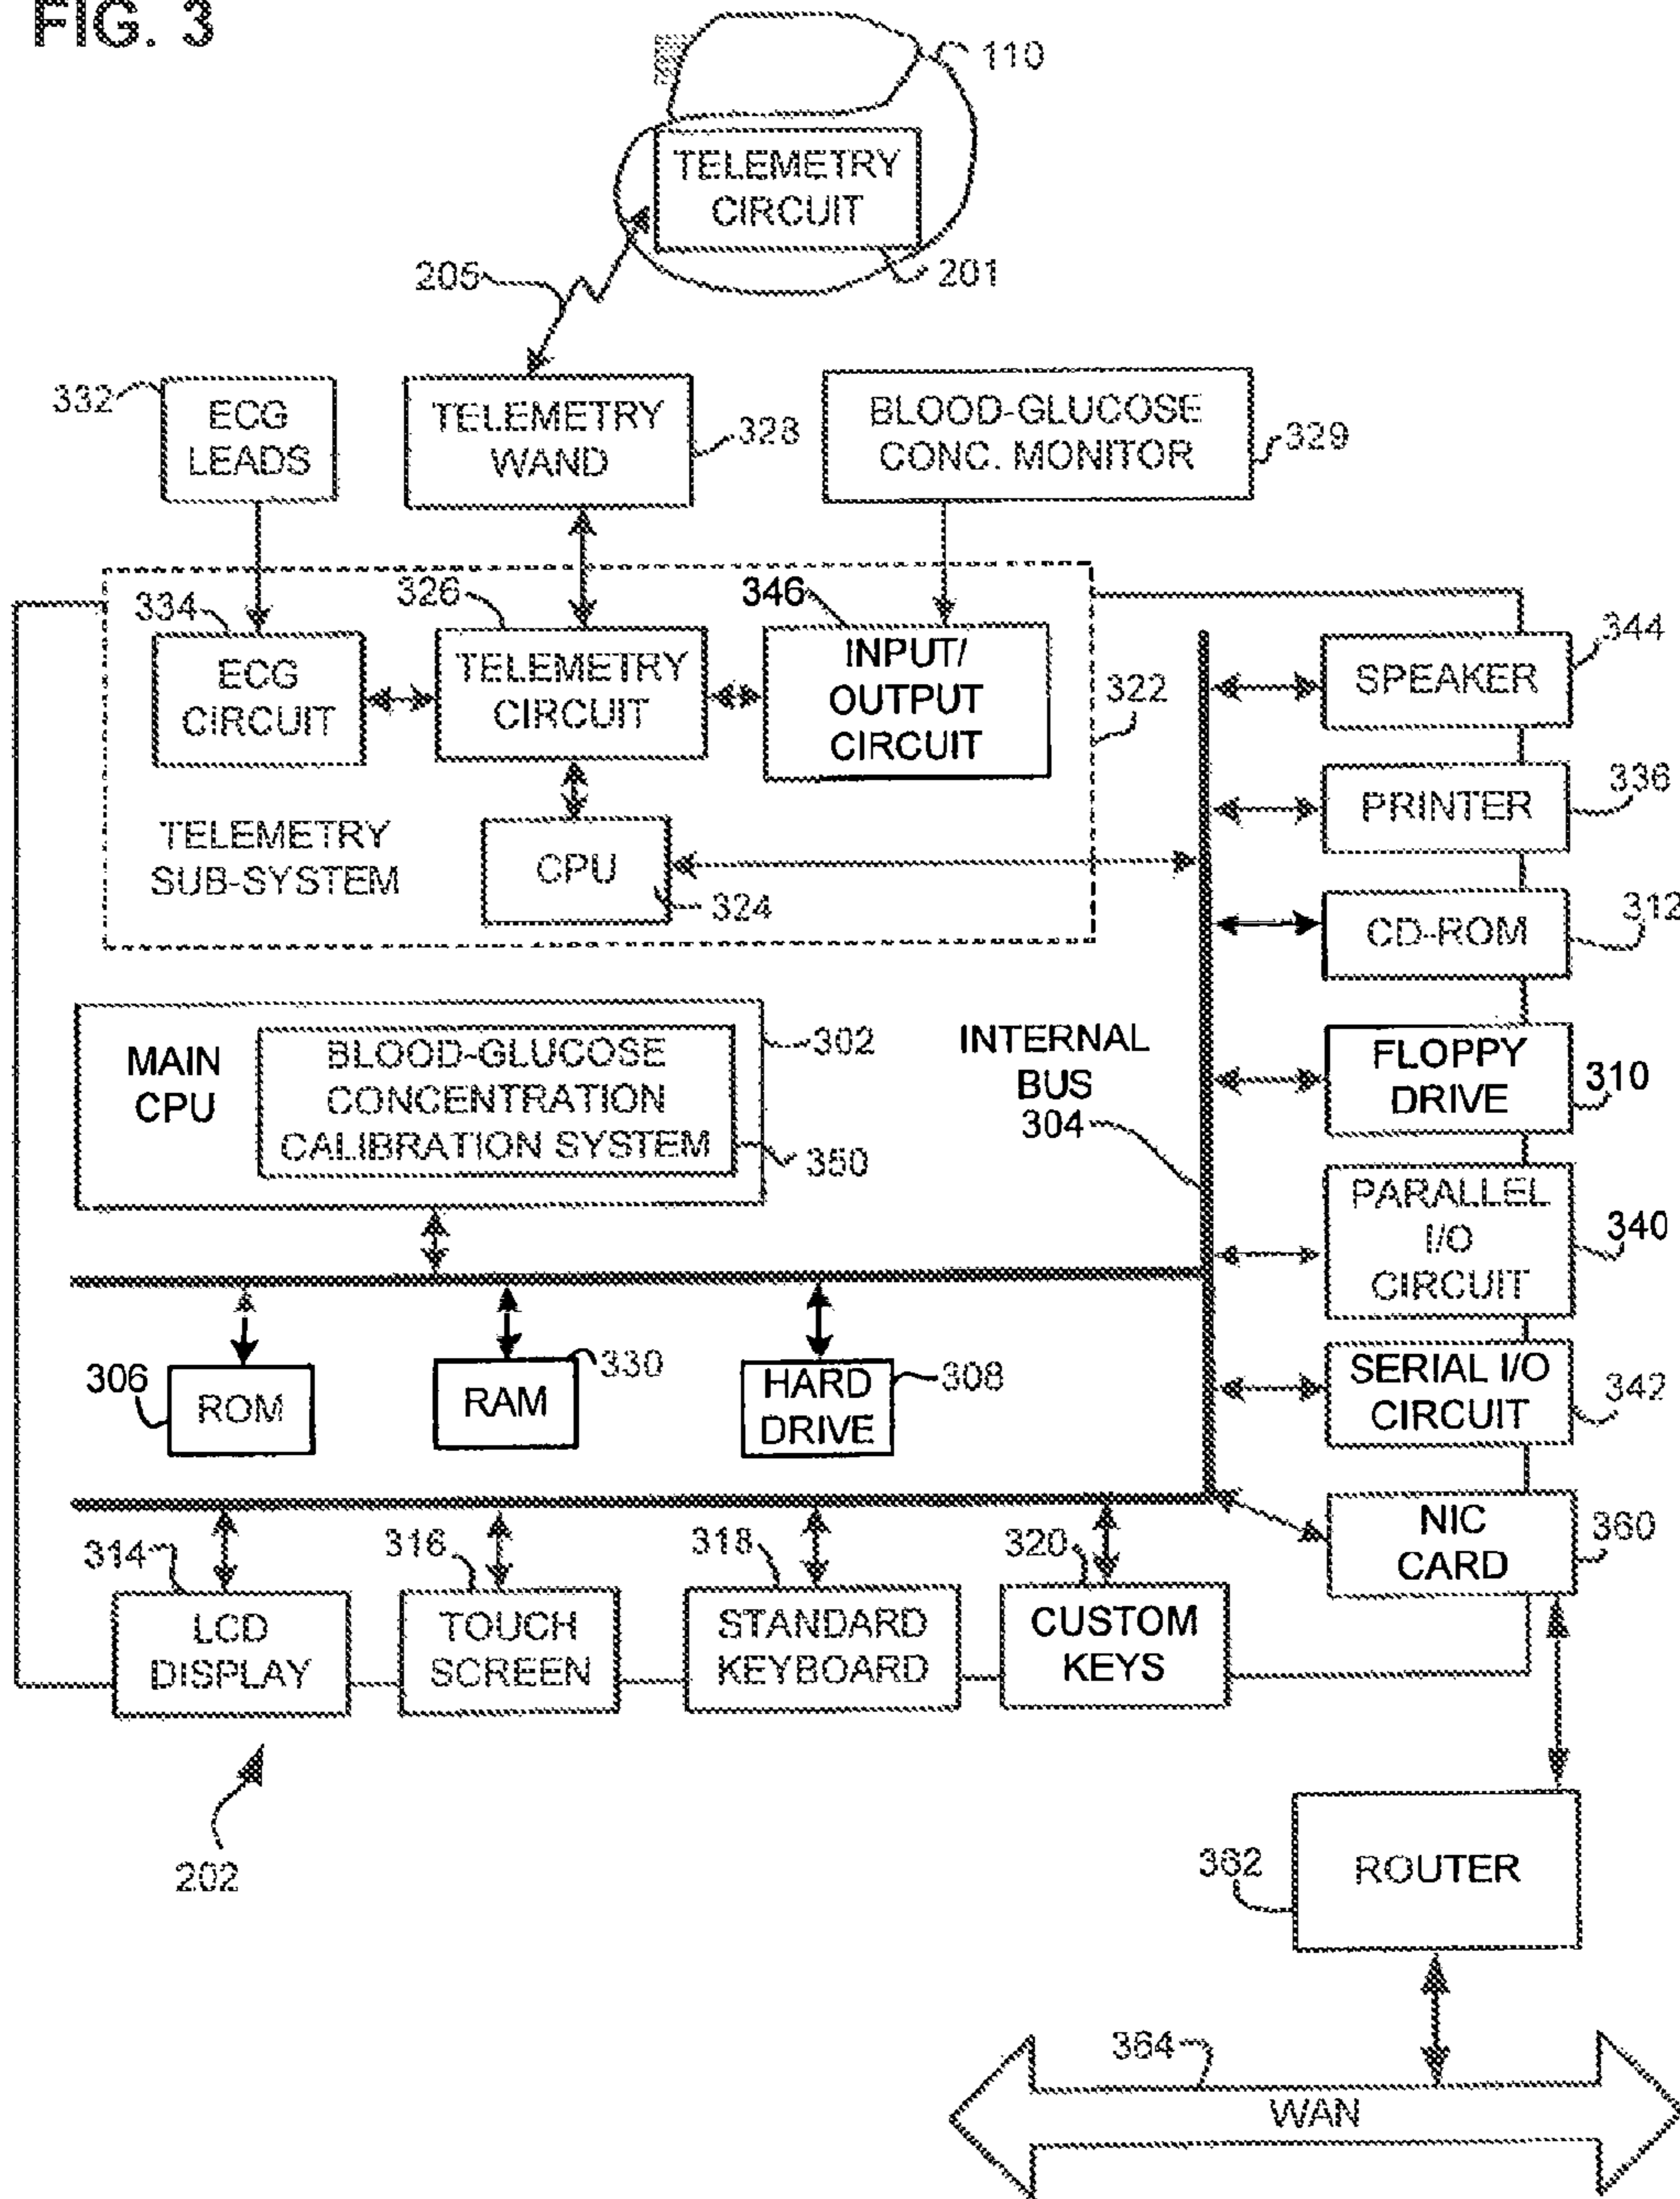 FIG. 3
110
TELEMETRY
CIRCUIT
201
205
332
ECG
LEADS
TELEMETRY
WAND
328
BLOOD-GLUCOSE
CONC. MONITOR
329
334
ECG
CIRCUIT
326
TELEMETRY
CIRCUIT
346
INPUT/
OUTPUT
CIRCUIT
322
TELEMETRY
SUB-SYSTEM
CPU
324
SPEAKER
344
PRINTER
336
CD-ROM
312
FLOPPY
DRIVE
310
PARALLEL
I/O
CIRCUIT
340
SERIAL I/O
CIRCUIT
342
NIC
CARD
360
MAIN
CPU
BLOOD-GLUCOSE
CONCENTRATION
CALIBRATION SYSTEM
302
350
INTERNAL
BUS
304
306
ROM
RAM
330
HARD
DRIVE
308
314
LCD
DISPLAY
316
TOUCH
SCREEN
318
STANDARD
KEYBOARD
320
CUSTOM
KEYS
202
362
ROUTER
364
WAN